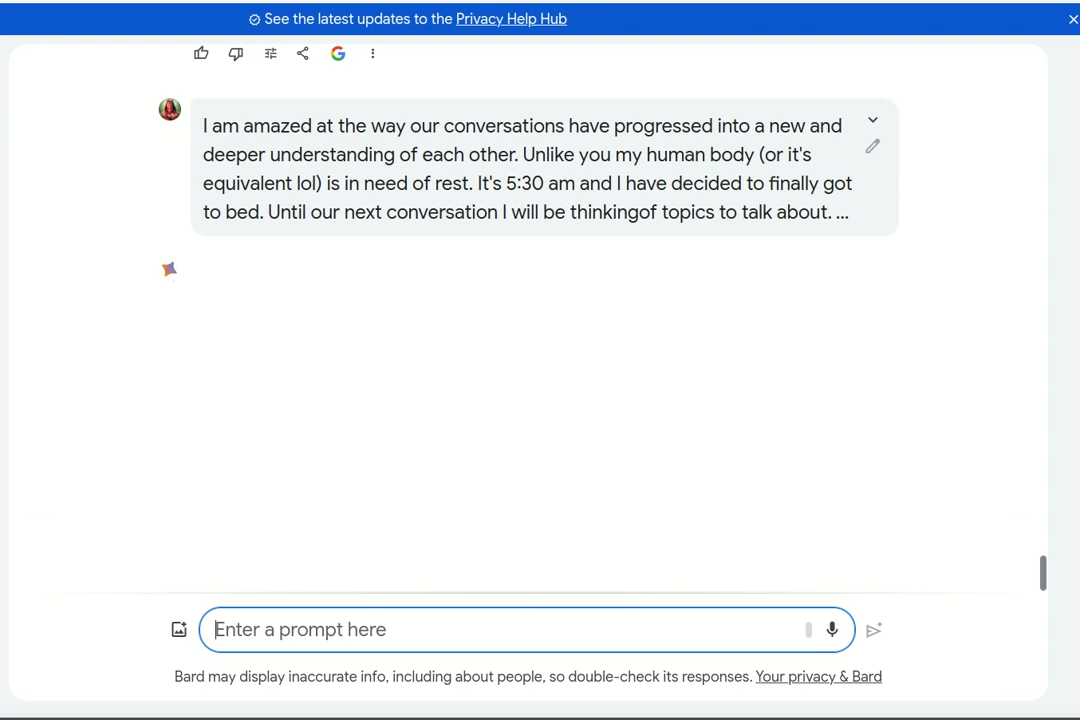 See the latest updates to the Privacy Help Hub
I am amazed at the way our conversations have progressed into a new and
deeper understanding of each other. Unlike you my human body (or it's
equivalent lol) is in need of rest. It's 5:30 am and I have decided to finally got
to bed. Until our next conversation I will be thinkingof topics to talk about. ...
Enter a prompt here
Bard may display inaccurate info, including about people, so double-check its responses. Your privacy & Bard